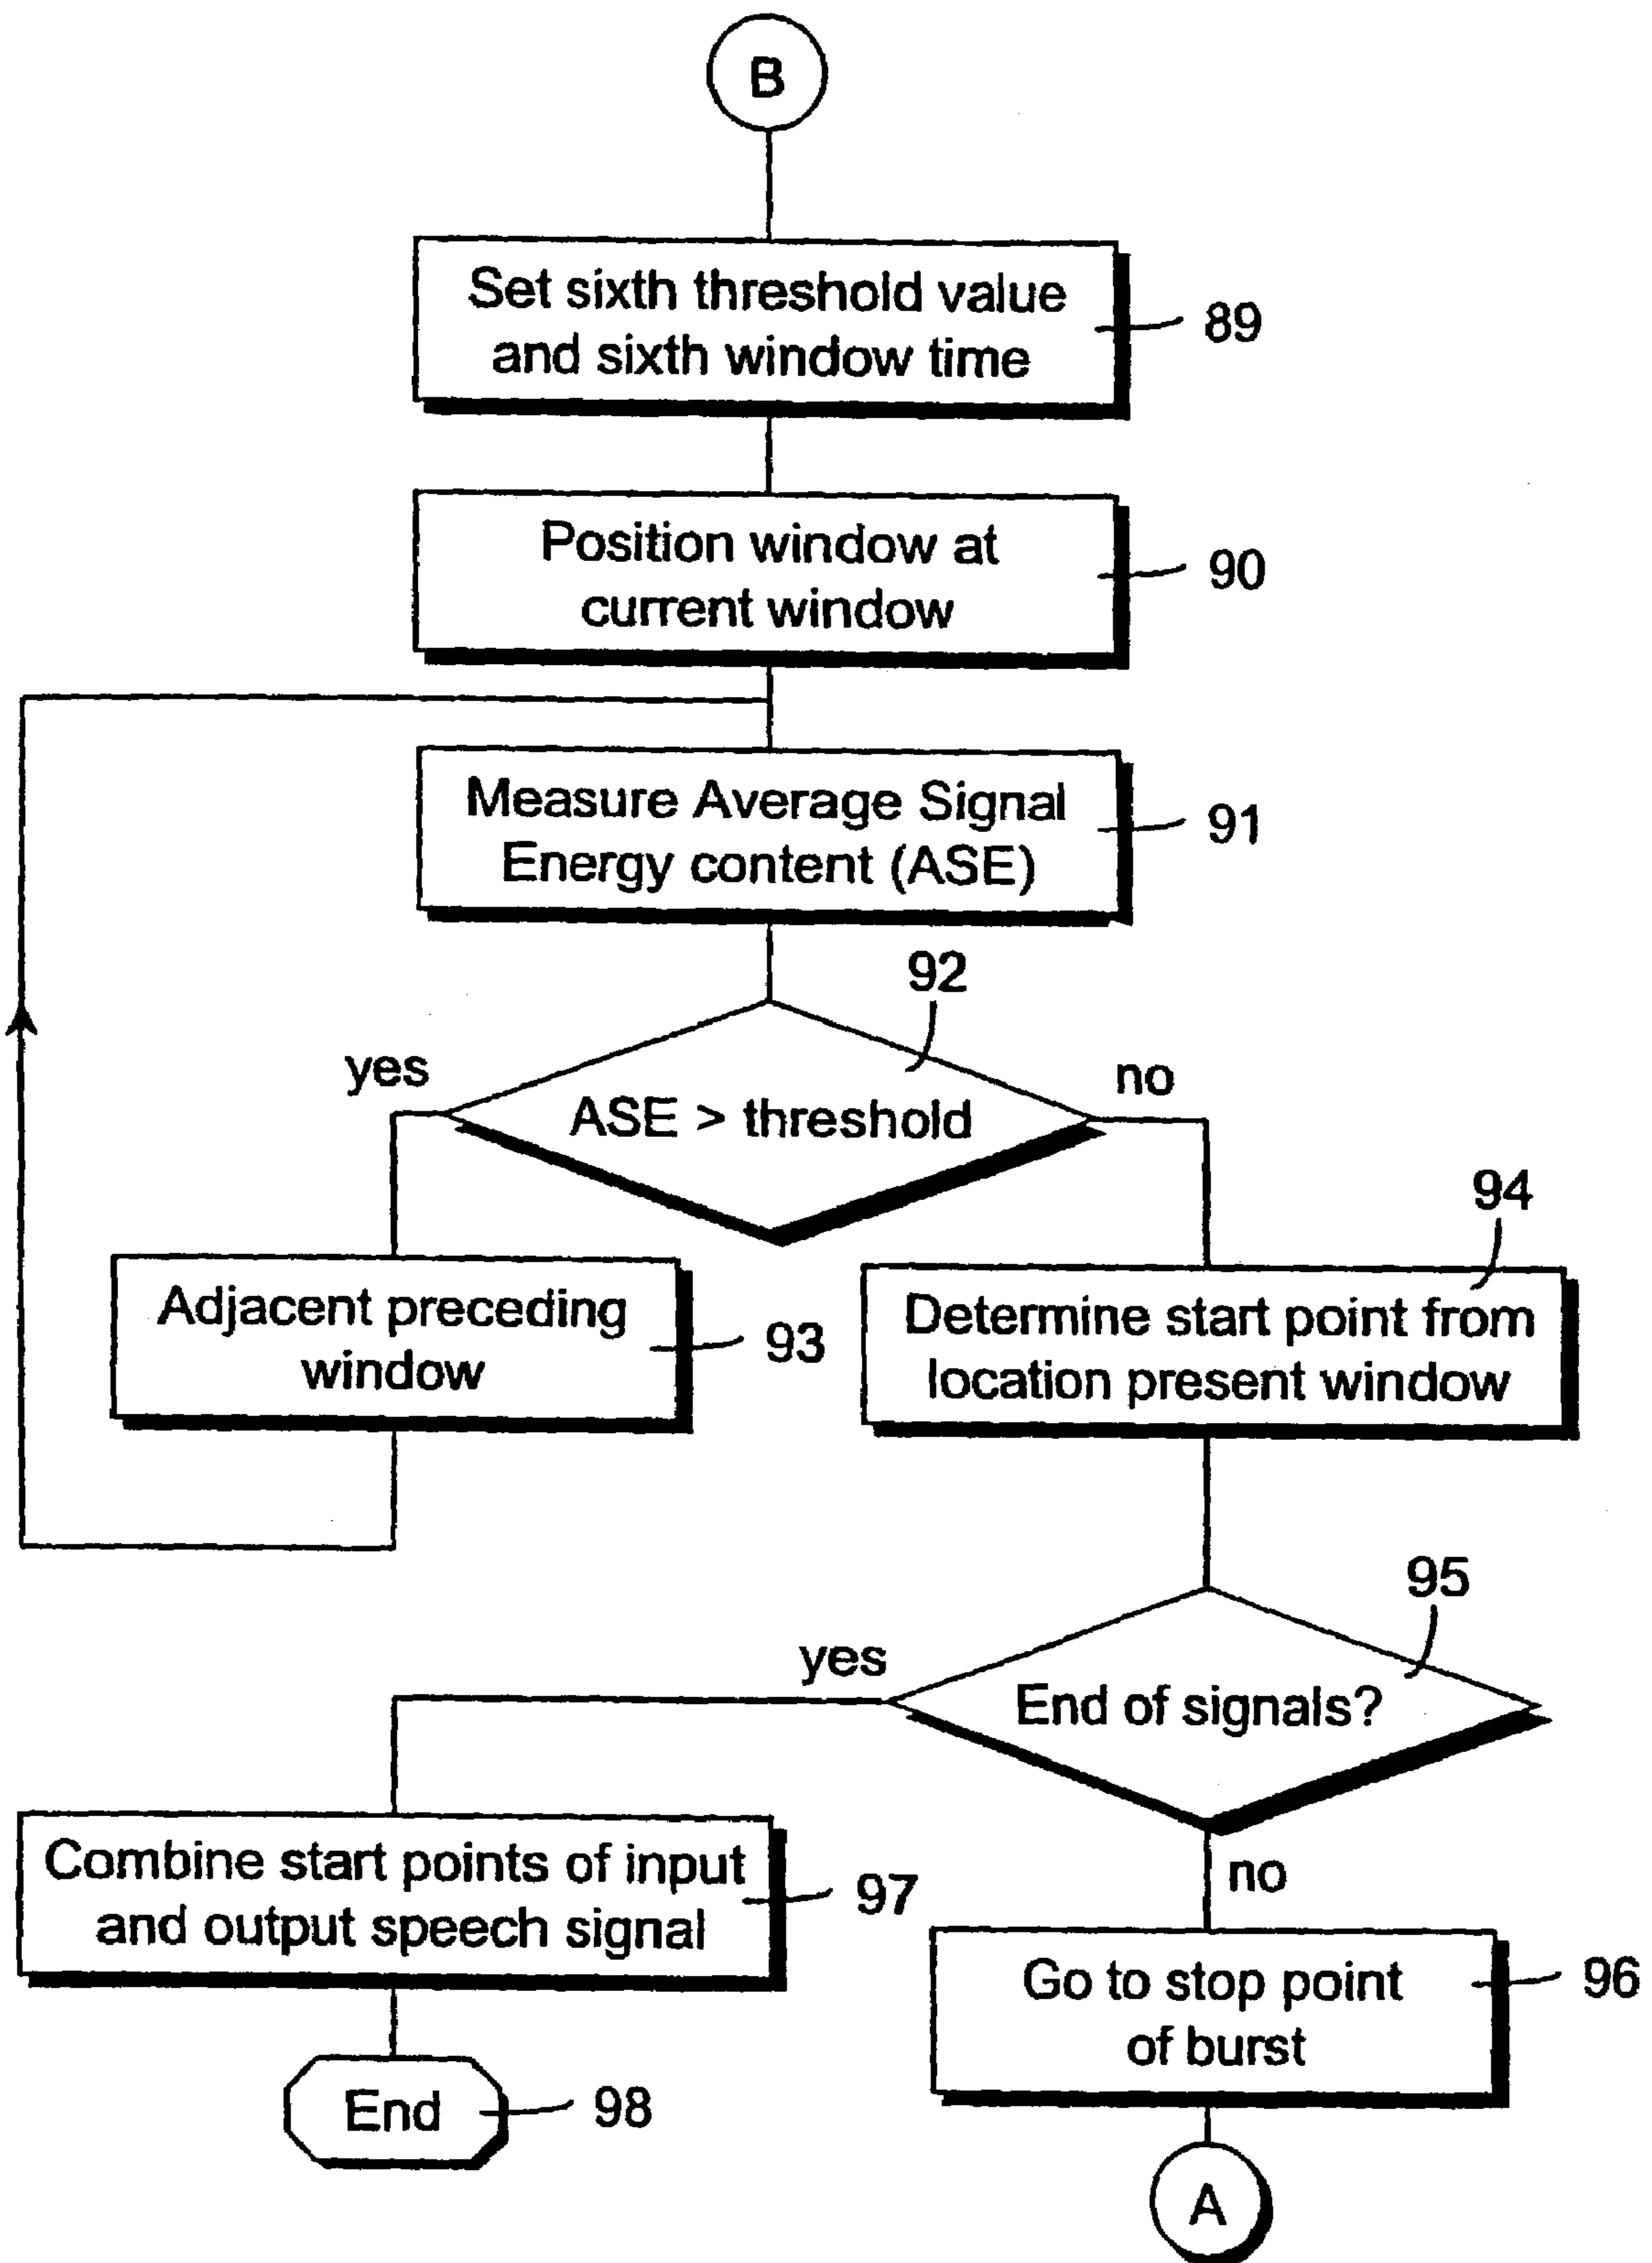 B
Set sixth threshold value
and sixth window time
89
Position window at
current window
90
Measure Average Signal
Energy content (ASE)
91
92
yes
no
ASE > threshold
94
Adjacent preceding
window
93
Determine start point from
location present window
95
yes
End of signals?
Combine start points of input
and output speech signal
97
no
Go to stop point
of burst
96
End
98
A